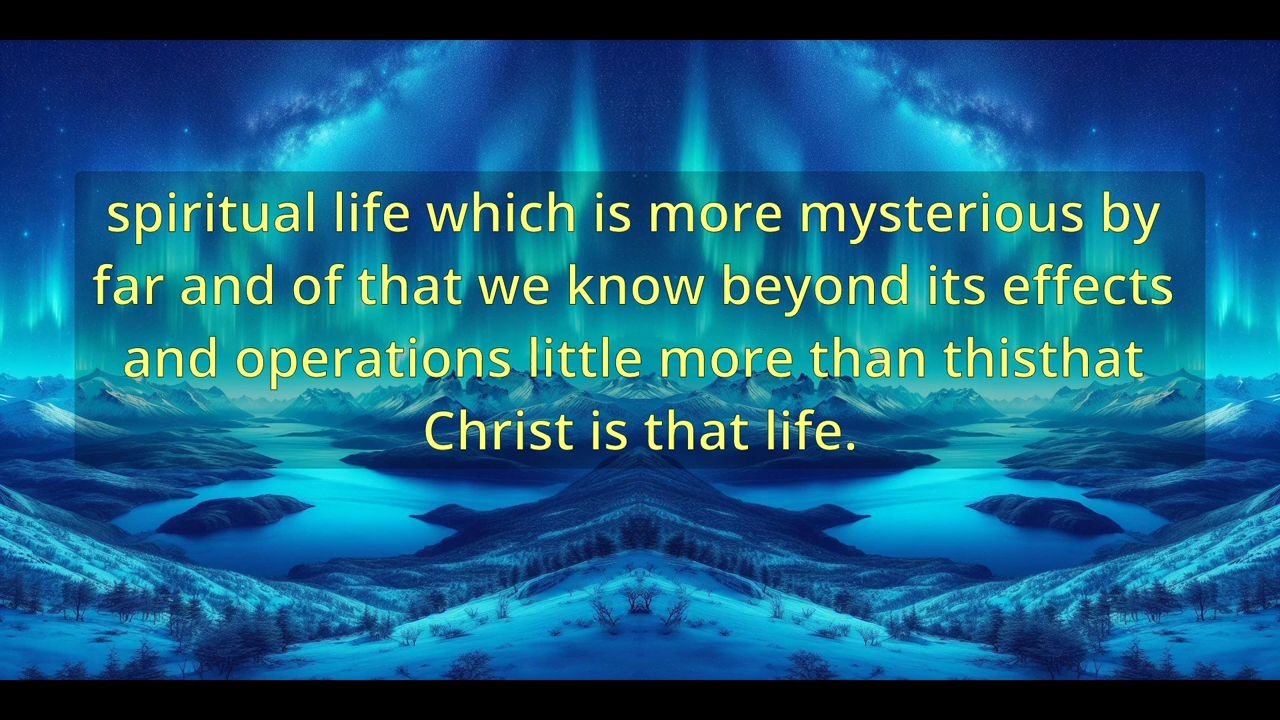 spiritual life which is more mysterious by
far and of that we know beyond its effects
and operations little more than thisthat
Christ is that life.